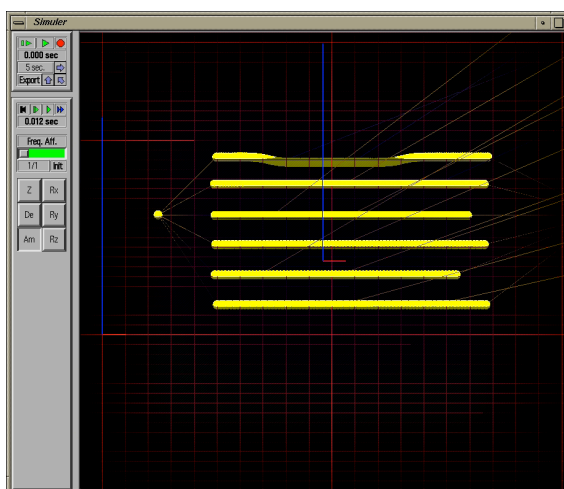 Simuler
0.000 sec
5 sec.
Export
0.012 sec
Freq. Aff.
1/1 Init
Z Rx
De Ry
Am Rz